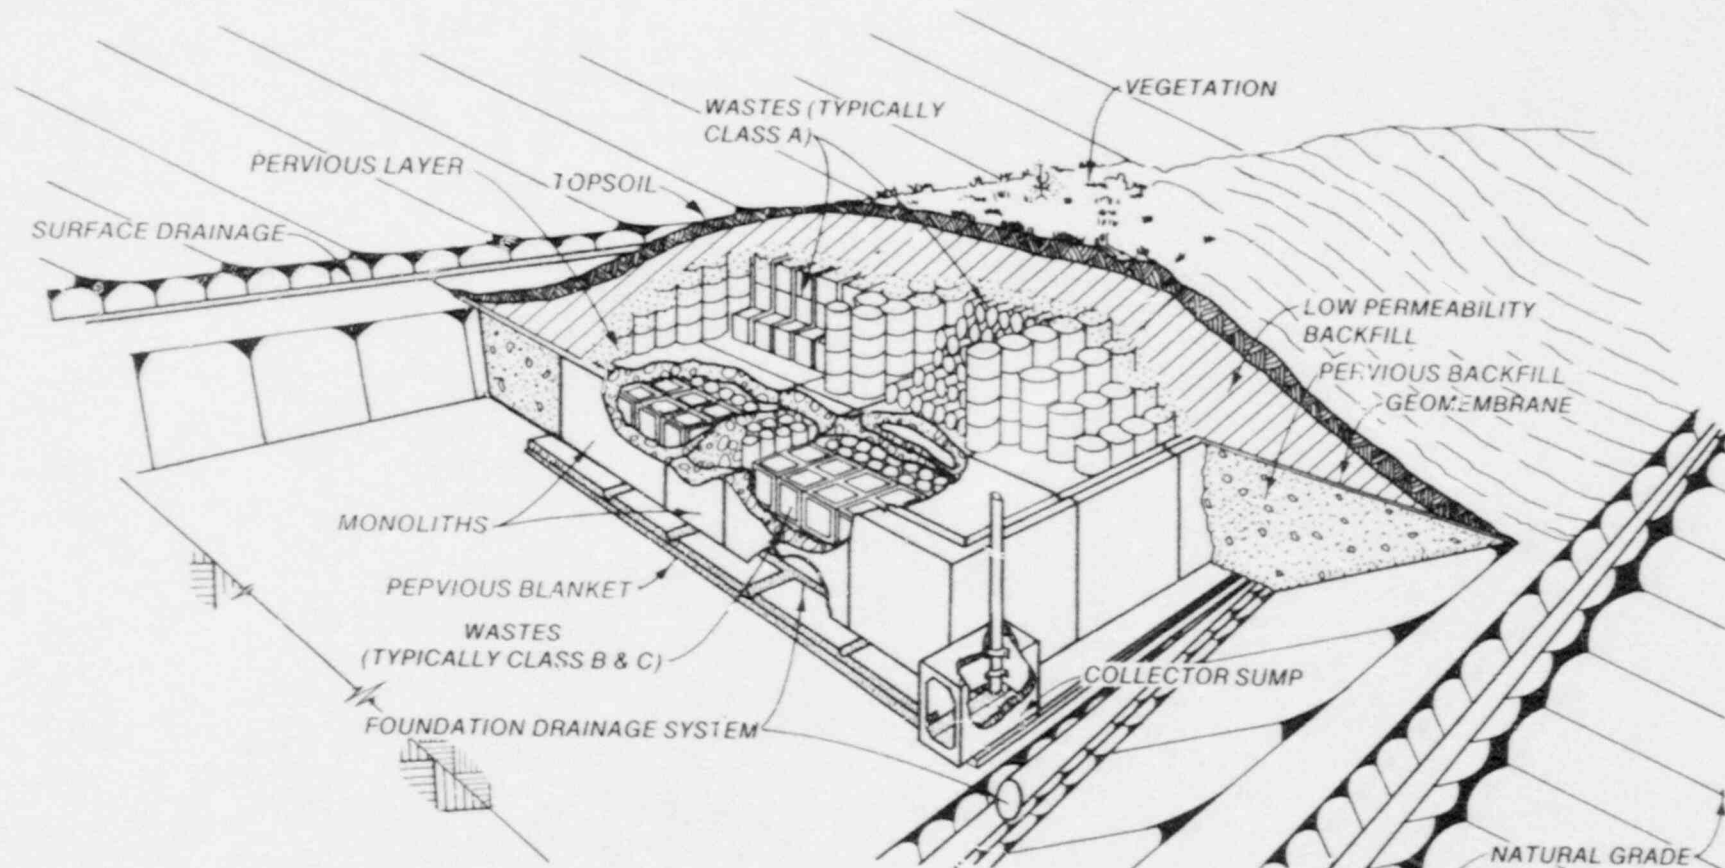 VEGETATION
WASTES (TYPICALLY
CLASS A)
PERVIOUS LAYER
TOPSOIL
SURFACE DRAINAGE
LOW PERMEABILITY
BACKFILL
PERVIOUS BACKFILL
GEOMEMBRANE
MONOLITHS
PEPVIOUS BLANKET
WASTES
(TYPICALLY CLASS B & C)
COLLECTOR SUMP
FOUNDATION DRAINAGE SYSTEM
NATURAL GRADE